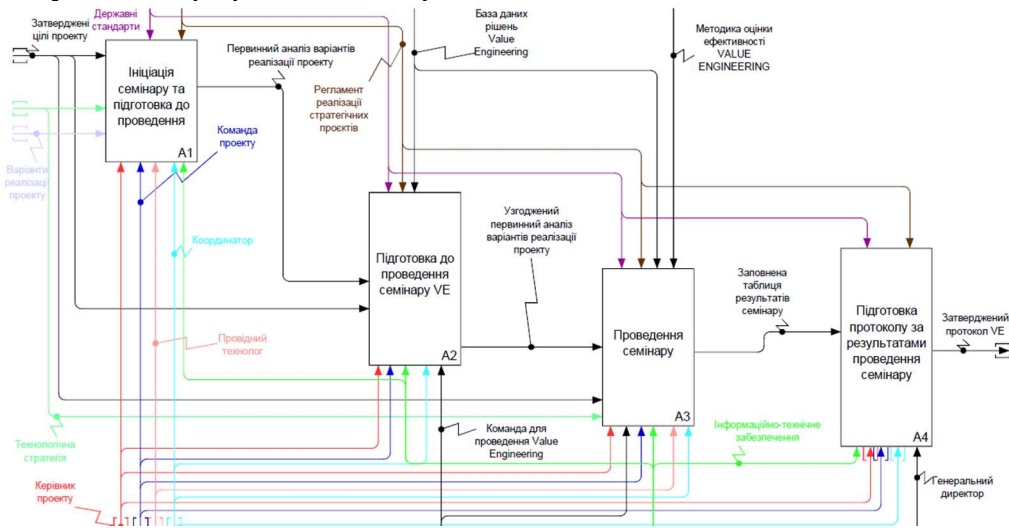 Державні
стандарти
Затверджені
цілі проекту
База даних
рішень
Value
Engineering
Методика оцінки
ефективності
VALUE
ENGINEERING
Первинний аналіз варіантів
реалізації проекту
Ініціація
семінару та
підготовка до
проведення
A1
Регламент
реалізації
стратегічних
проєктів
Команда
проекту
Варіанти
реалізації
проекту
Узгоджений
первинний аналіз
варіантів реалізації
проекту
Координатор
Підготовка до
проведення
семінару VE
A2
Заповнена
таблиця
результатів
семінару
Підготовка
протоколу за
результатами
проведення
семінару
A4
Затверджений
протокол VE
Провідний
технолог
Проведення
семінару
A3
Технологічна
стратегія
Команда для
проведення Value
Engineering
Інформаційно-технічне
забезпечення
Керівник
проекту
Генеральний
директор